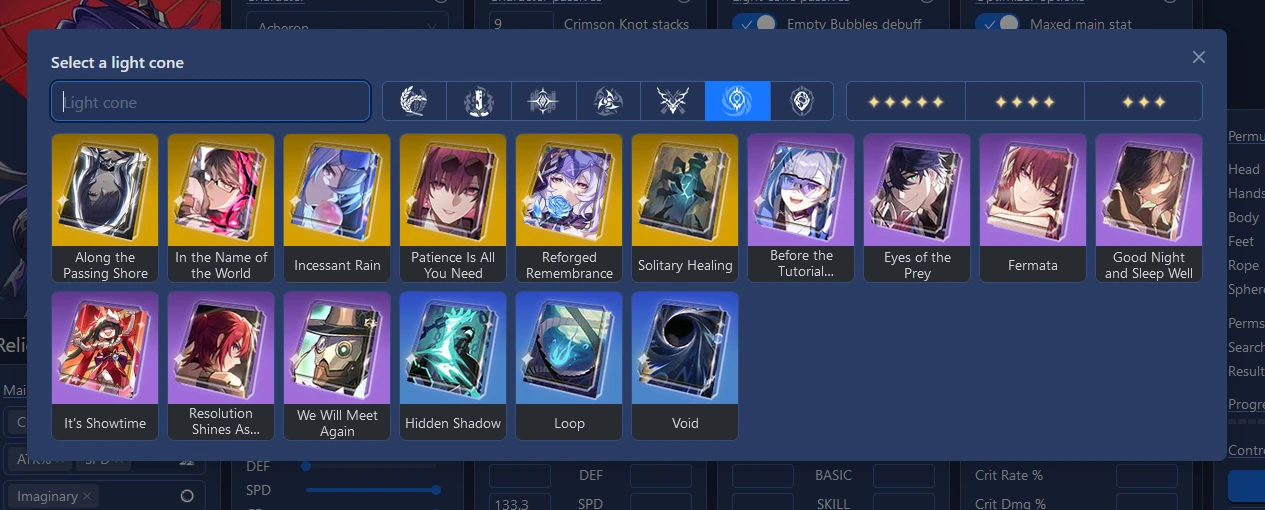 Acheron
9
Crimson Knot stacks
Empty Bubbles debuff
Maxed main stat
Select a light cone
Light cone
Along the
Passing Shore
In the Name of
the World
Incessant Rain
Patience Is All
You Need
Reforged
Remembrance
Solitary Healing
Before the
Tutorial...
Eyes of the
Prey
Fermata
Good Night
and Sleep Well
It's Showtime
Resolution
Shines As...
We Will Meet
Again
Hidden Shadow
Loop
Void
Permu
Head
Hands
Body
Feet
Rope
Sphere
Perms
Search
Result
Progre
Contro
Reli
Mai
C
ATK%
SPD
Imaginary
DEF
SPD
DEF
133.3
SPD
BASIC
SKILL
Crit Rate %
Crit Dmg %